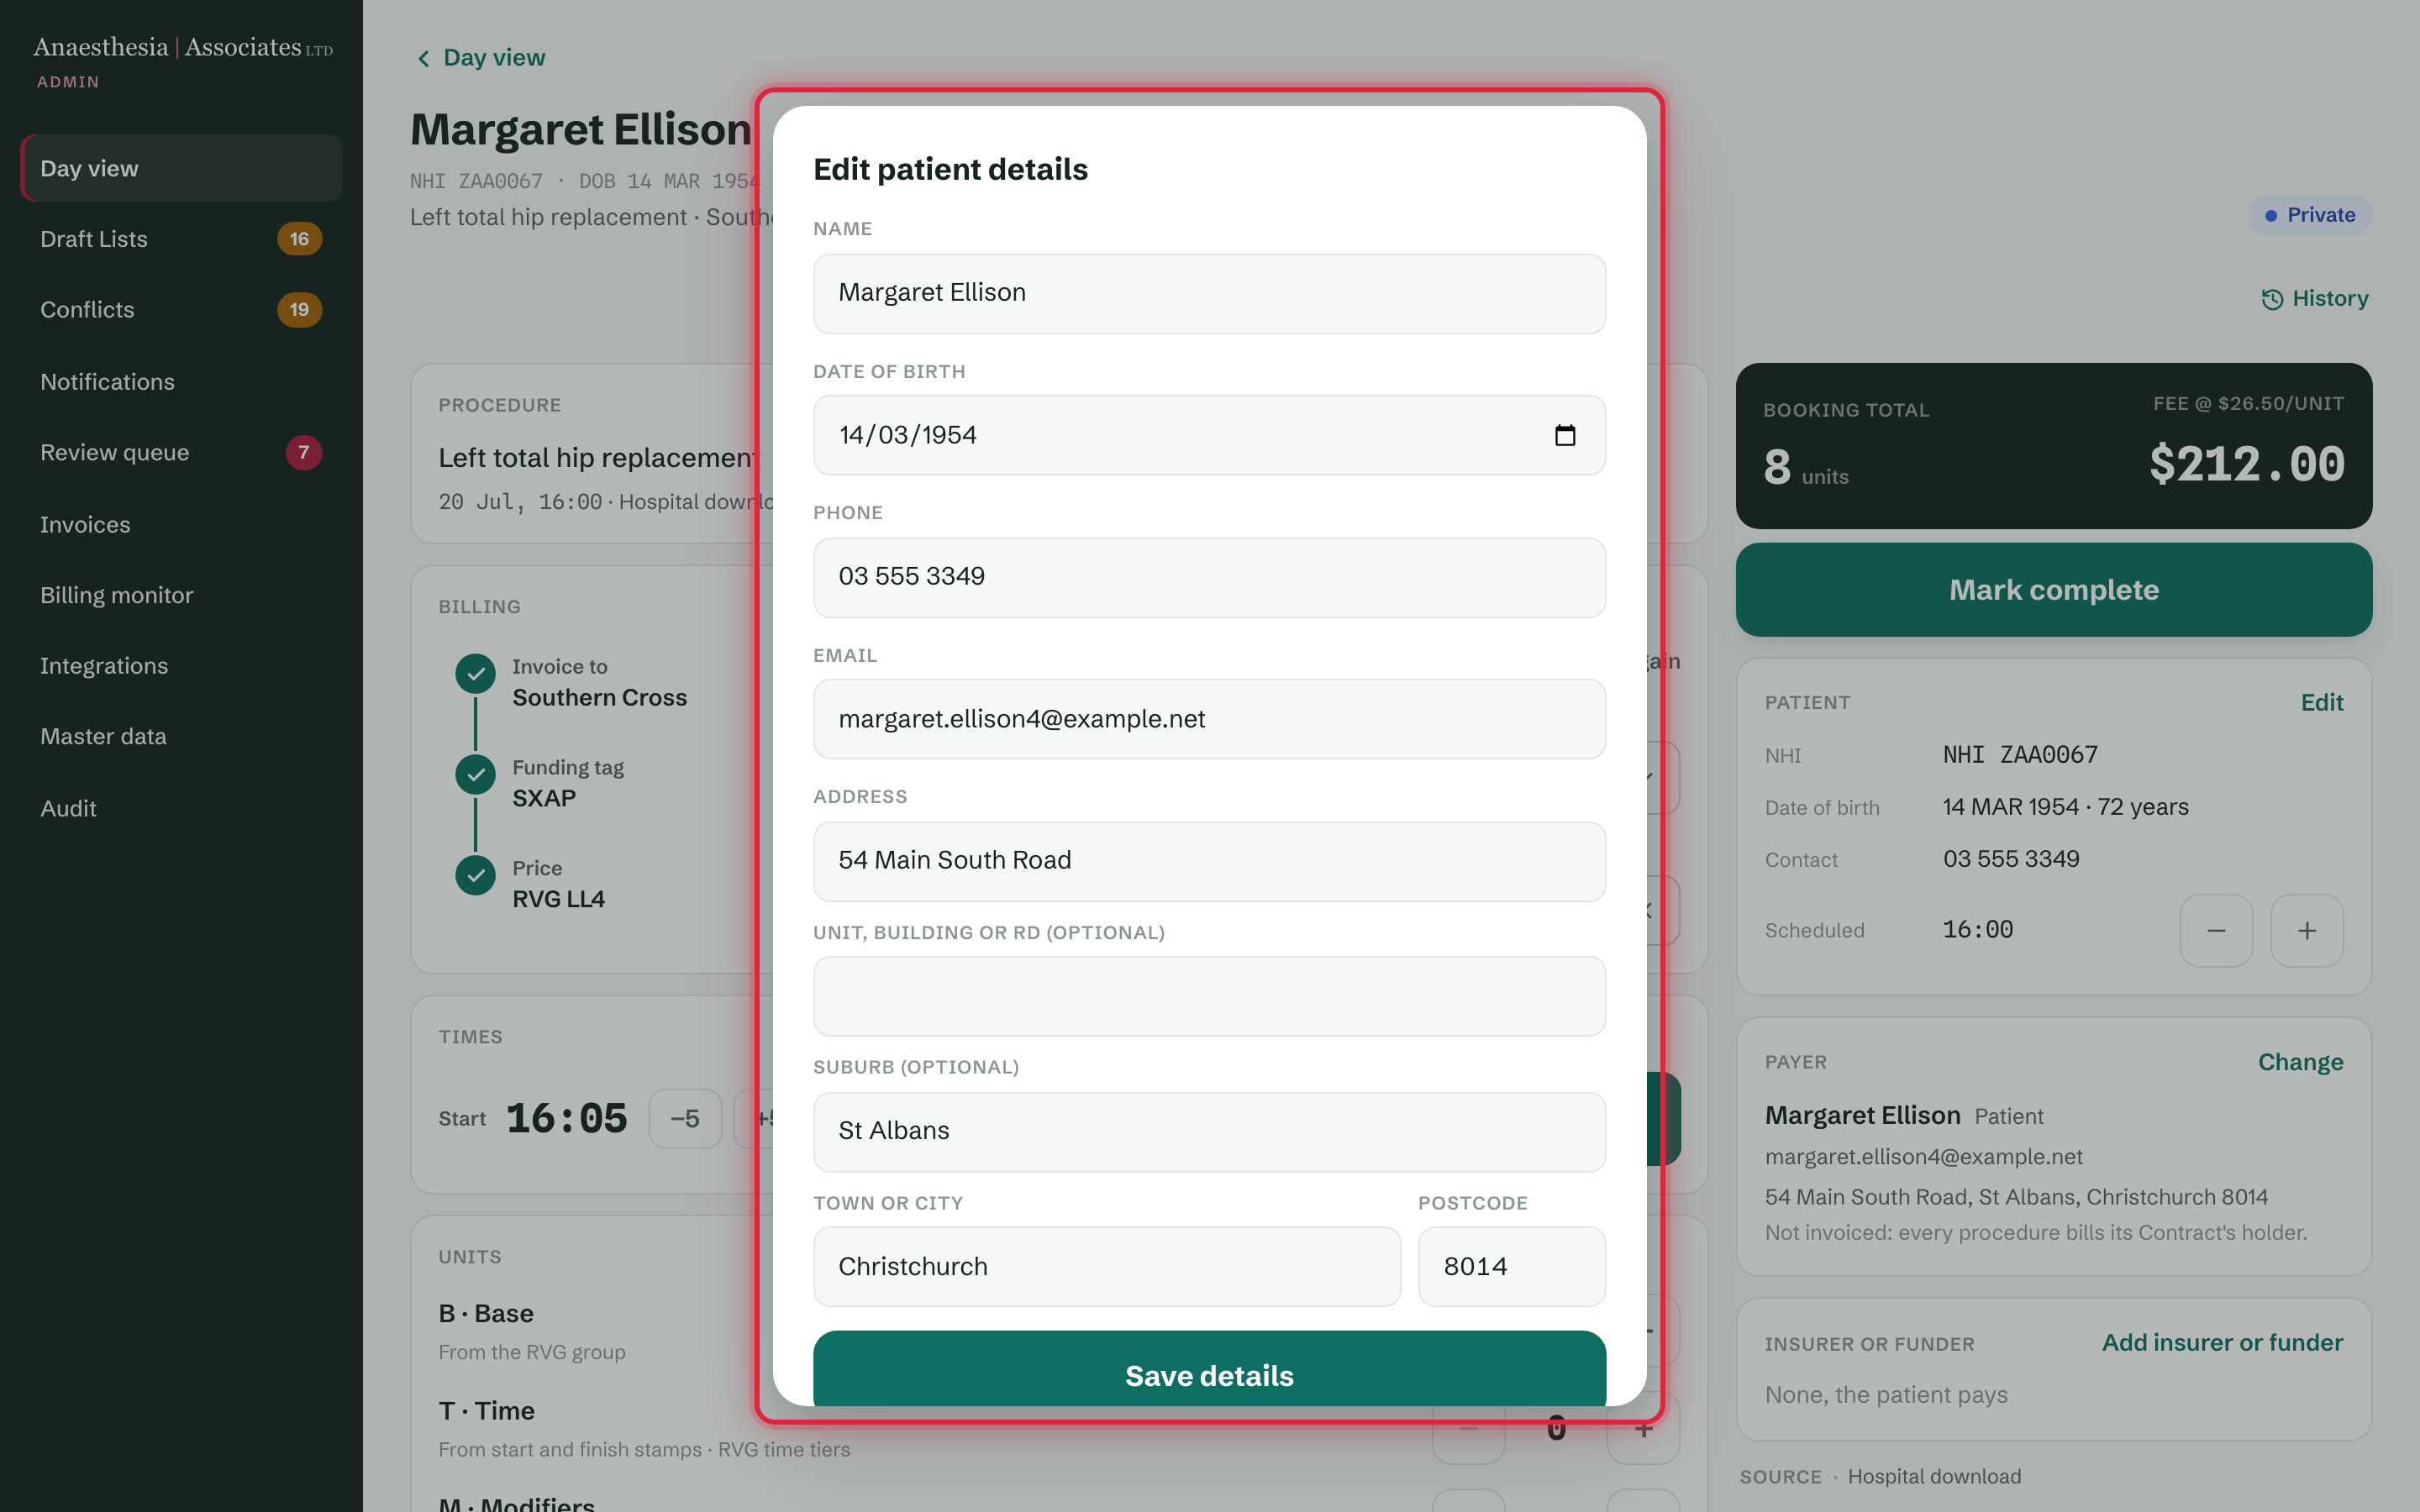 Anaesthesia | Associates LTD
ADMIN
Day view
Draft Lists 16
Conflicts 19
Notifications
Review queue 7
Invoices
Billing monitor
Integrations
Master data
Audit
Day view
Margaret Ellison
NHI ZAA0067 · DOB 14 MAR 1954
Left total hip replacement ·
Private
History
PROCEDURE
Left total hip replacement
20 Jul, 16:00 · Hospital
BILLING
Invoice to
Southern Cross
Funding tag
SXAP
Price
RVG LL4
TIMES
Start 16:05 −5
UNITS
B · Base
From the RVG group
T · Time
From start and finish stamps · RVG time tiers
− 0 +
M · Modifiers
Edit patient details
NAME
Margaret Ellison
DATE OF BIRTH
14/03/1954
PHONE
03 555 3349
EMAIL
margaret.ellison4@example.net
ADDRESS
54 Main South Road
UNIT, BUILDING OR RD (OPTIONAL)
SUBURB (OPTIONAL)
St Albans
TOWN OR CITY POSTCODE
Christchurch 8014
Save details
BOOKING TOTAL FEE @ $26.50/UNIT
8 units $212.00
Mark complete
PATIENT Edit
NHI NHI ZAA0067
Date of birth 14 MAR 1954 · 72 years
Contact 03 555 3349
Scheduled 16:00 − +
PAYER Change
Margaret Ellison Patient
margaret.ellison4@example.net
54 Main South Road, St Albans, Christchurch 8014
Not invoiced: every procedure bills its Contract's holder.
INSURER OR FUNDER Add insurer or funder
None, the patient pays
SOURCE · Hospital download